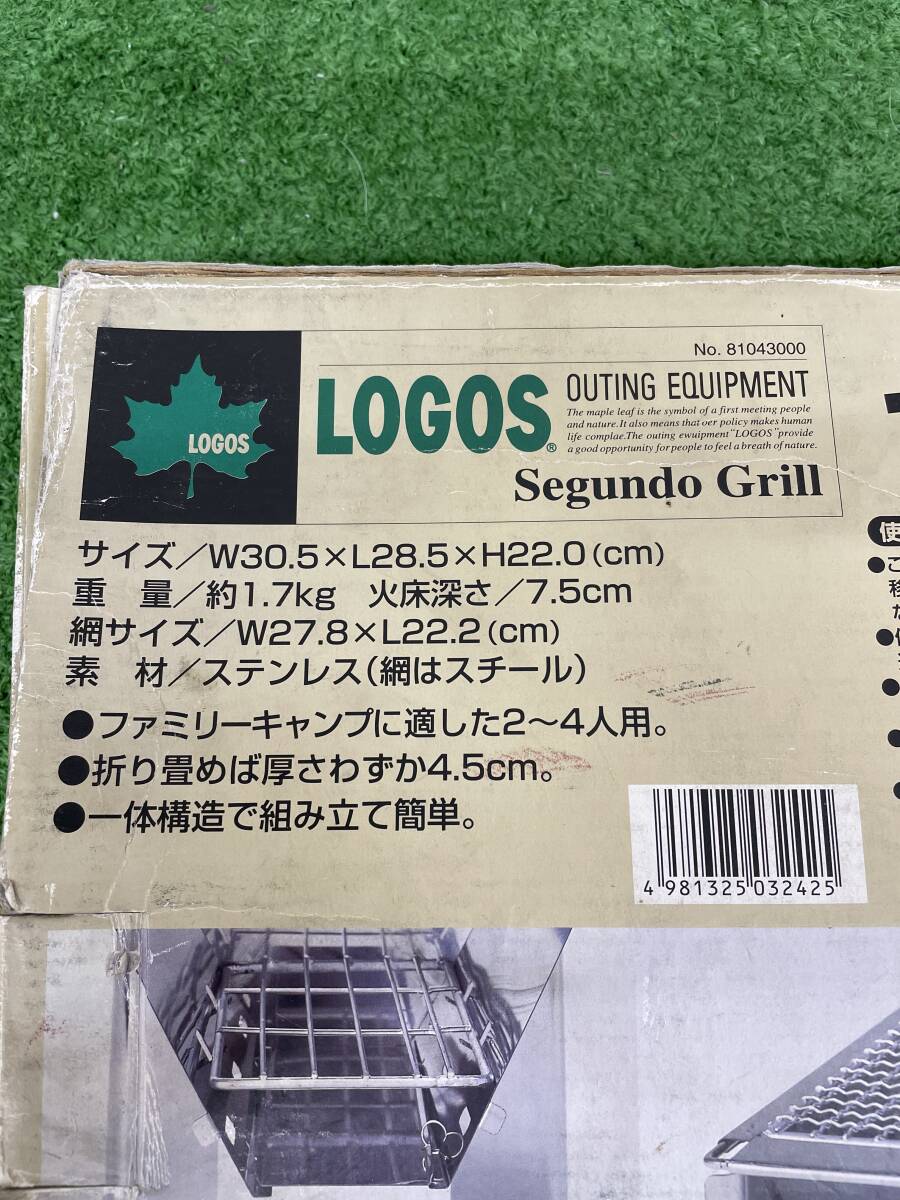 LOGOS
No. 81043000
LOGOS® OUTING EQUIPMENT
The maple leaf is the symbol of a first meeting people
and nature. It also means that oer policy makes human
life complae.The outing ewuipment "LOGOS "provide
a good opportunity for people to feel a breath of nature.
Segundo Grill
サイズ/W30.5×L28.5×H22.0(cm)
重 量/約1.7kg 火床深さ/7.5cm
網サイズ/W27.8×L22.2(cm)
素 材/ステンレス(網はスチール)
●ファミリーキャンプに適した2〜4人用。
●折り畳めば厚さわずか4.5cm。
●一体構造で組み立て簡単。
4 981325 032425
使
●こ
移